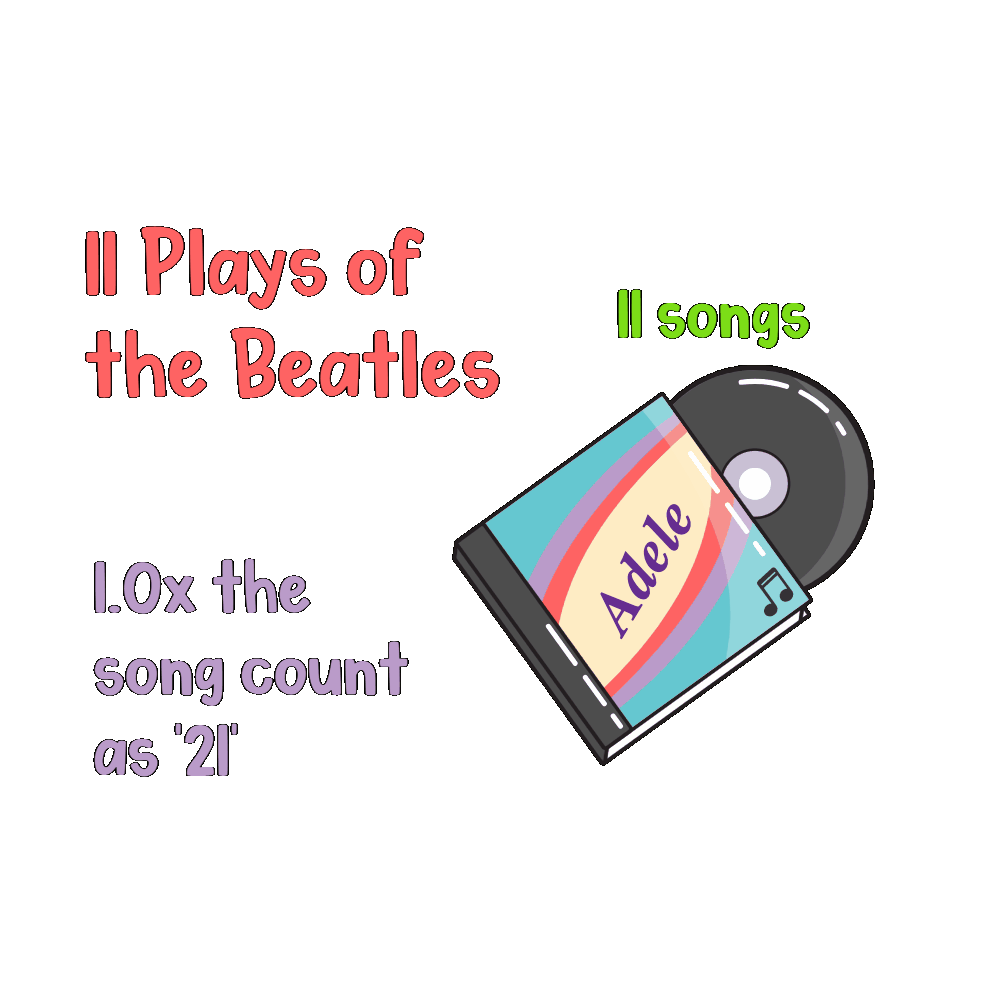 11 Plays of
the Beatles
11 songs
Adele
1.0x the
song count
as '21'